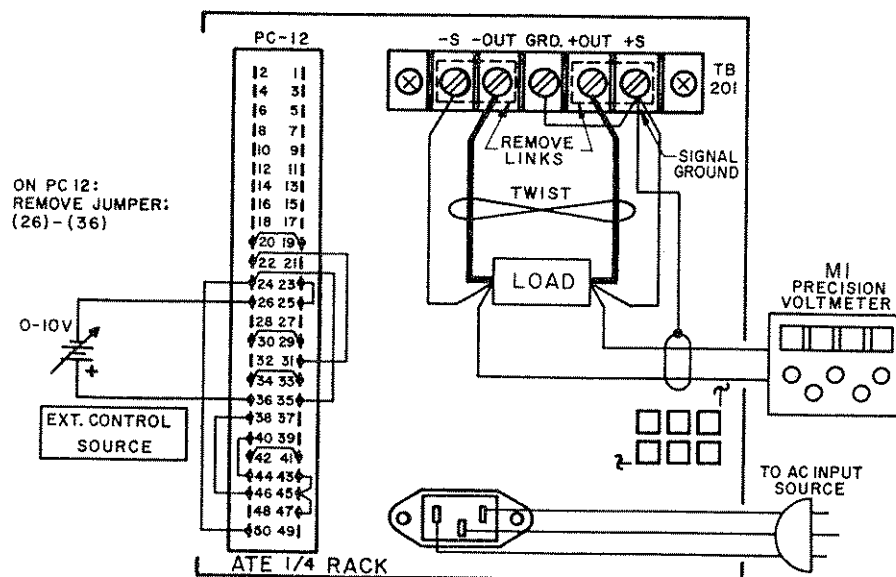 PC-12
2 1
4 3
6 5
8 7
10 9
12 11
14 13
16 15
18 17
20 19
22 21
24 23
26 25
28 27
30 29
32 31
34 33
36 35
38 37
40 39
42 41
44 43
46 45
48 47
50 49
ON PC12:
REMOVE JUMPER:
(26)-(36)
0-10V
+
EXT. CONTROL
SOURCE
-S -OUT GRD. +OUT +S
TB
201
REMOVE
LINKS
SIGNAL
GROUND
TWIST
LOAD
M1
PRECISION
VOLTMETER
TO AC INPUT
SOURCE
ATE 1/4 RACK